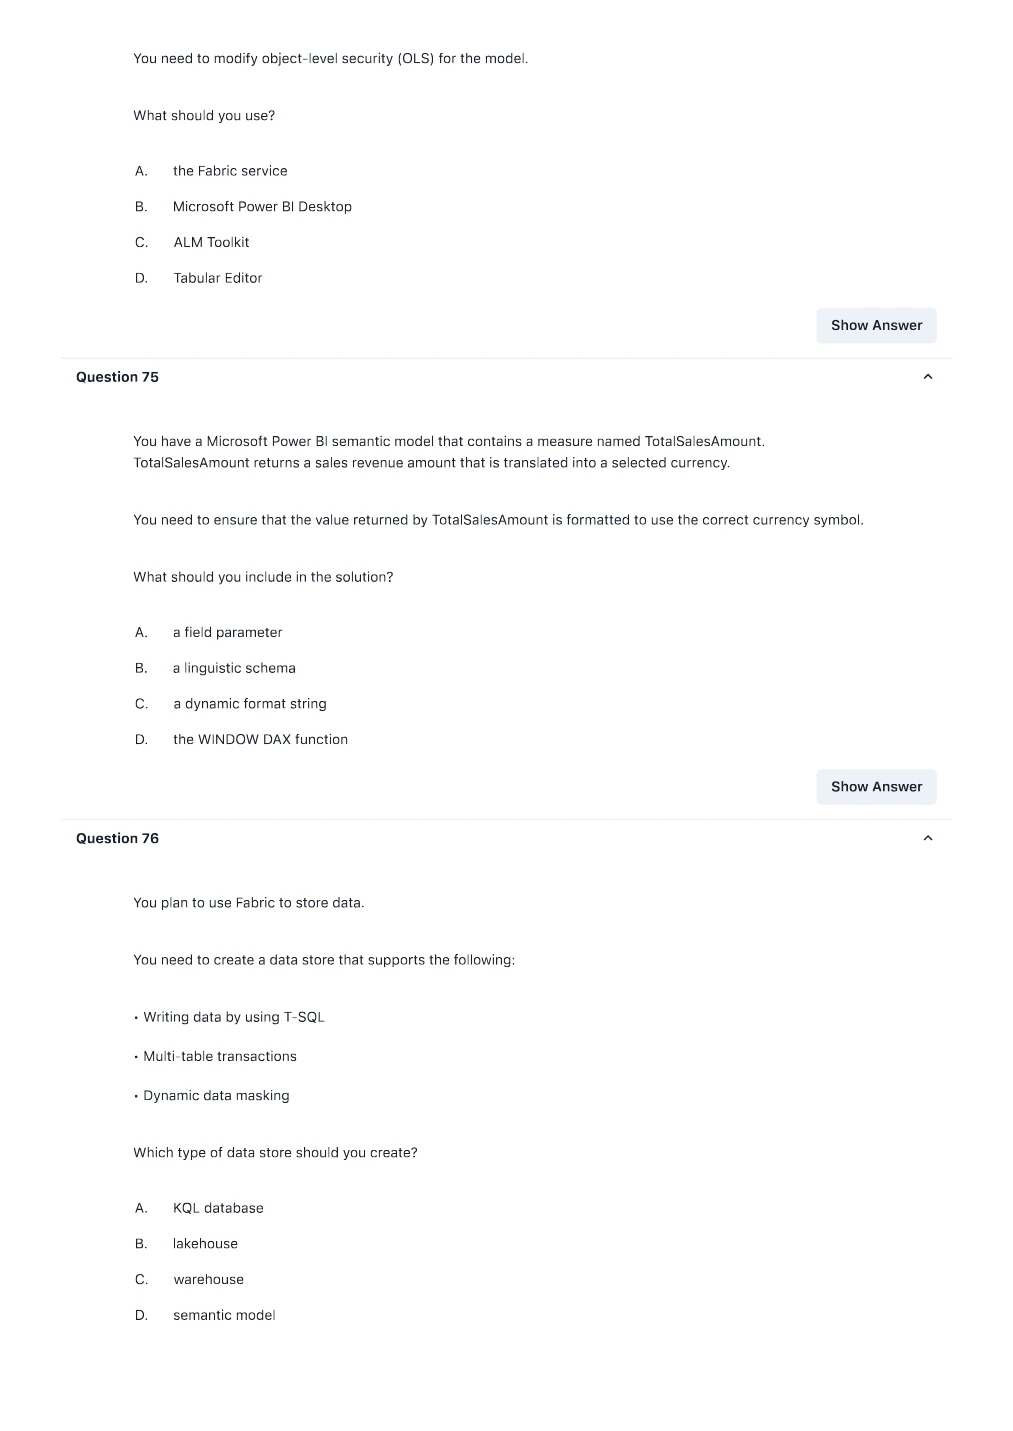 You need to modify object-level security (OLS) for the model.
What should you use?
A. the Fabric service
B. Microsoft Power BI Desktop
C. ALM Toolkit
D. Tabular Editor
Show Answer
Question 75
You have a Microsoft Power BI semantic model that contains a measure named TotalSalesAmount.
TotalSalesAmount returns a sales revenue amount that is translated into a selected currency.
You need to ensure that the value returned by TotalSalesAmount is formatted to use the correct currency symbol.
What should you include in the solution?
A. a field parameter
B. a linguistic schema
C. a dynamic format string
D. the WINDOW DAX function
Show Answer
Question 76
You plan to use Fabric to store data.
You need to create a data store that supports the following:
• Writing data by using T-SQL
• Multi-table transactions
• Dynamic data masking
Which type of data store should you create?
A. KQL database
B. lakehouse
C. warehouse
D. semantic model